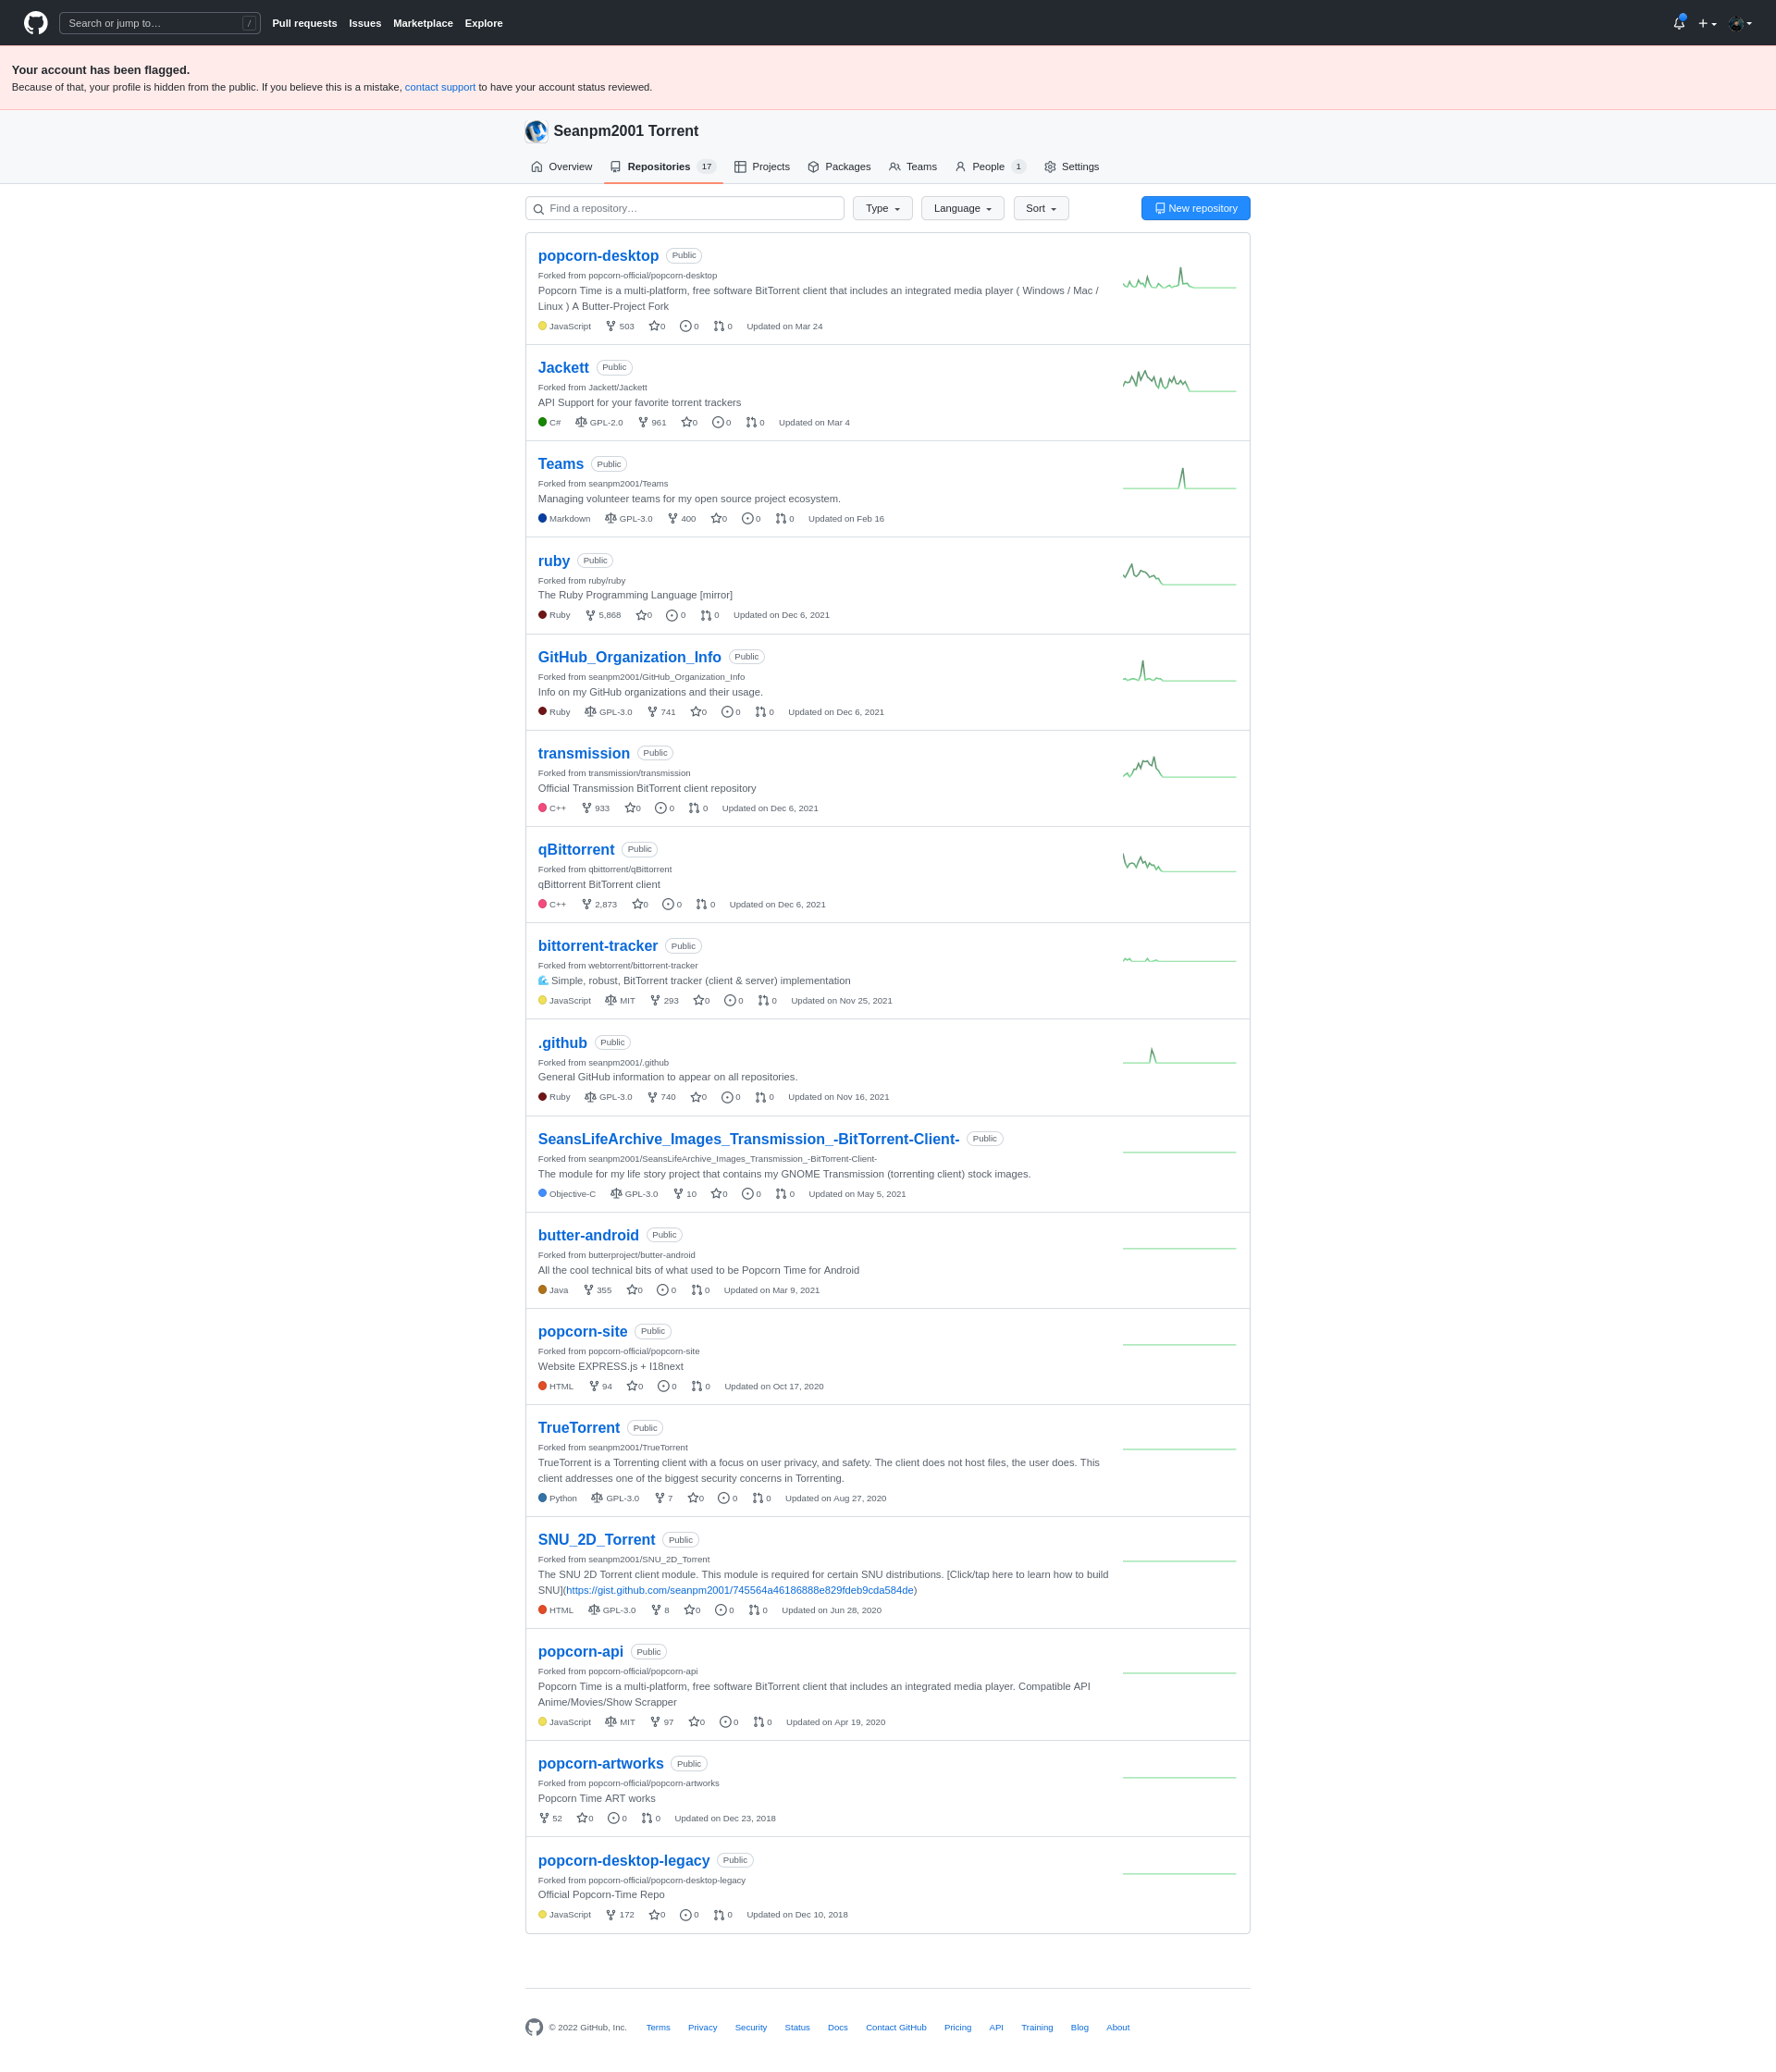 Search or jump to… /
Pull requests Issues Marketplace Explore
Your account has been flagged.
Because of that, your profile is hidden from the public. If you believe this is a mistake, contact support to have your account status reviewed.
Seanpm2001 Torrent
Overview Repositories 17 Projects Packages Teams People 1 Settings
Find a repository… Type Language Sort New repository
popcorn-desktop Public
Forked from popcorn-official/popcorn-desktop
Popcorn Time is a multi-platform, free software BitTorrent client that includes an integrated media player ( Windows / Mac /
Linux ) A Butter-Project Fork
JavaScript 503 0 0 0 Updated on Mar 24
Jackett Public
Forked from Jackett/Jackett
API Support for your favorite torrent trackers
C# GPL-2.0 961 0 0 0 Updated on Mar 4
Teams Public
Forked from seanpm2001/Teams
Managing volunteer teams for my open source project ecosystem.
Markdown GPL-3.0 400 0 0 0 Updated on Feb 16
ruby Public
Forked from ruby/ruby
The Ruby Programming Language [mirror]
Ruby 5,868 0 0 0 Updated on Dec 6, 2021
GitHub_Organization_Info Public
Forked from seanpm2001/GitHub_Organization_Info
Info on my GitHub organizations and their usage.
Ruby GPL-3.0 741 0 0 0 Updated on Dec 6, 2021
transmission Public
Forked from transmission/transmission
Official Transmission BitTorrent client repository
C++ 933 0 0 0 Updated on Dec 6, 2021
qBittorrent Public
Forked from qbittorrent/qBittorrent
qBittorrent BitTorrent client
C++ 2,873 0 0 0 Updated on Dec 6, 2021
bittorrent-tracker Public
Forked from webtorrent/bittorrent-tracker
🌊 Simple, robust, BitTorrent tracker (client & server) implementation
JavaScript MIT 293 0 0 0 Updated on Nov 25, 2021
.github Public
Forked from seanpm2001/.github
General GitHub information to appear on all repositories.
Ruby GPL-3.0 740 0 0 0 Updated on Nov 16, 2021
SeansLifeArchive_Images_Transmission_-BitTorrent-Client- Public
Forked from seanpm2001/SeansLifeArchive_Images_Transmission_-BitTorrent-Client-
The module for my life story project that contains my GNOME Transmission (torrenting client) stock images.
Objective-C GPL-3.0 10 0 0 0 Updated on May 5, 2021
butter-android Public
Forked from butterproject/butter-android
All the cool technical bits of what used to be Popcorn Time for Android
Java 355 0 0 0 Updated on Mar 9, 2021
popcorn-site Public
Forked from popcorn-official/popcorn-site
Website EXPRESS.js + I18next
HTML 94 0 0 0 Updated on Oct 17, 2020
TrueTorrent Public
Forked from seanpm2001/TrueTorrent
TrueTorrent is a Torrenting client with a focus on user privacy, and safety. The client does not host files, the user does. This
client addresses one of the biggest security concerns in Torrenting.
Python GPL-3.0 7 0 0 0 Updated on Aug 27, 2020
SNU_2D_Torrent Public
Forked from seanpm2001/SNU_2D_Torrent
The SNU 2D Torrent client module. This module is required for certain SNU distributions. [Click/tap here to learn how to build
SNU](https://gist.github.com/seanpm2001/745564a46186888e829fdeb9cda584de)
HTML GPL-3.0 8 0 0 0 Updated on Jun 28, 2020
popcorn-api Public
Forked from popcorn-official/popcorn-api
Popcorn Time is a multi-platform, free software BitTorrent client that includes an integrated media player. Compatible API
Anime/Movies/Show Scrapper
JavaScript MIT 97 0 0 0 Updated on Apr 19, 2020
popcorn-artworks Public
Forked from popcorn-official/popcorn-artworks
Popcorn Time ART works
52 0 0 0 Updated on Dec 23, 2018
popcorn-desktop-legacy Public
Forked from popcorn-official/popcorn-desktop-legacy
Official Popcorn-Time Repo
JavaScript 172 0 0 0 Updated on Dec 10, 2018
© 2022 GitHub, Inc. Terms Privacy Security Status Docs Contact GitHub Pricing API Training Blog About